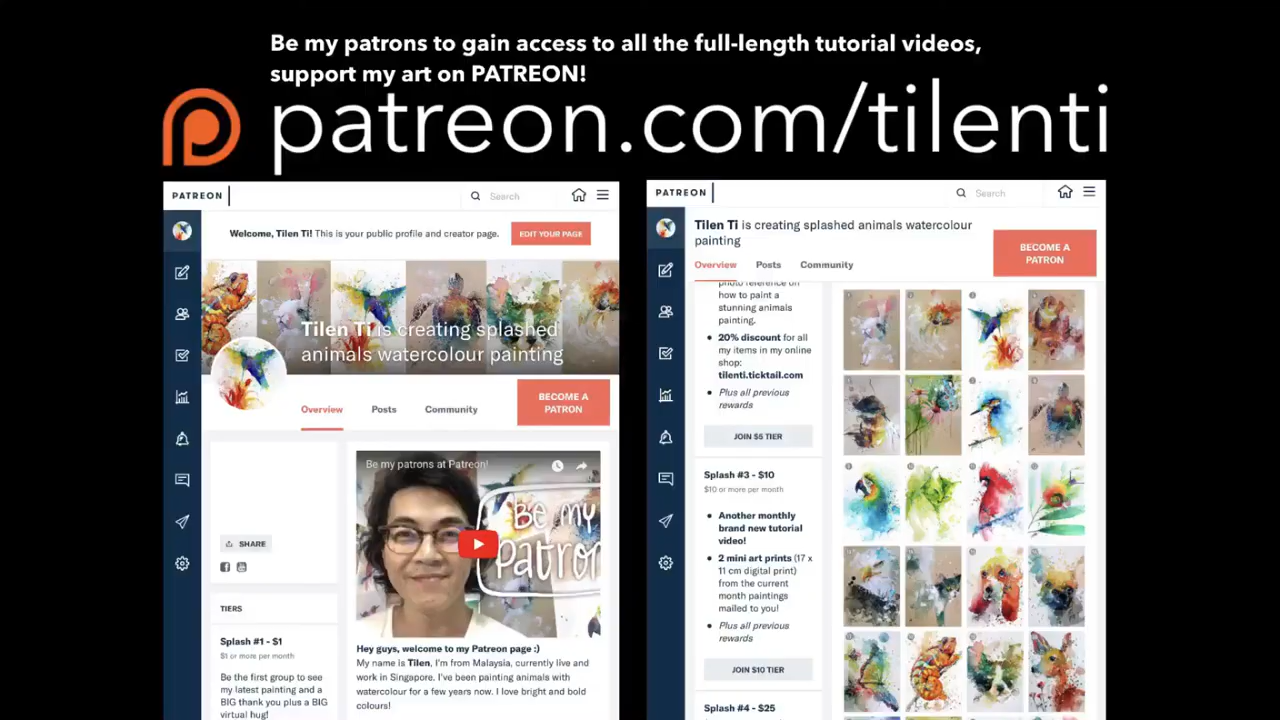 Be my patrons to gain access to all the full-length tutorial videos,
support my art on PATREON!
patreon.com/tilenti
PATREON
Search
Welcome, Tilen Ti! This is your public profile and creator page.
EDIT YOUR PAGE
Tilen Ti is creating splashed
animals watercolour painting
Overview
Posts
Community
BECOME A
PATRON
SHARE
TIERS
Splash #1 - $1
$1 or more per month
Be the first group to see
my latest painting and a
BIG thank you plus a BIG
virtual hug!
Be my patrons at Patreon!
Be my
Patron
Hey guys, welcome to my Patreon page :)
My name is Tilen, I'm from Malaysia, currently live and
work in Singapore. I've been painting animals with
watercolour for a few years now. I love bright and bold
colours!
PATREON
Search
Tilen Ti is creating splashed animals watercolour
painting
BECOME A
PATRON
Overview
Posts
Community
photo reference on
how to paint a
stunning animals
painting.
20% discount for all
my items in my online
shop:
tilenti.ticktail.com
Plus all previous
rewards
JOIN $5 TIER
Splash #3 - $10
$10 or more per month
Another monthly
brand new tutorial
video!
2 mini art prints (17 x
11 cm digital print)
from the current
month paintings
mailed to you!
Plus all previous
rewards
JOIN $10 TIER
Splash #4 - $25